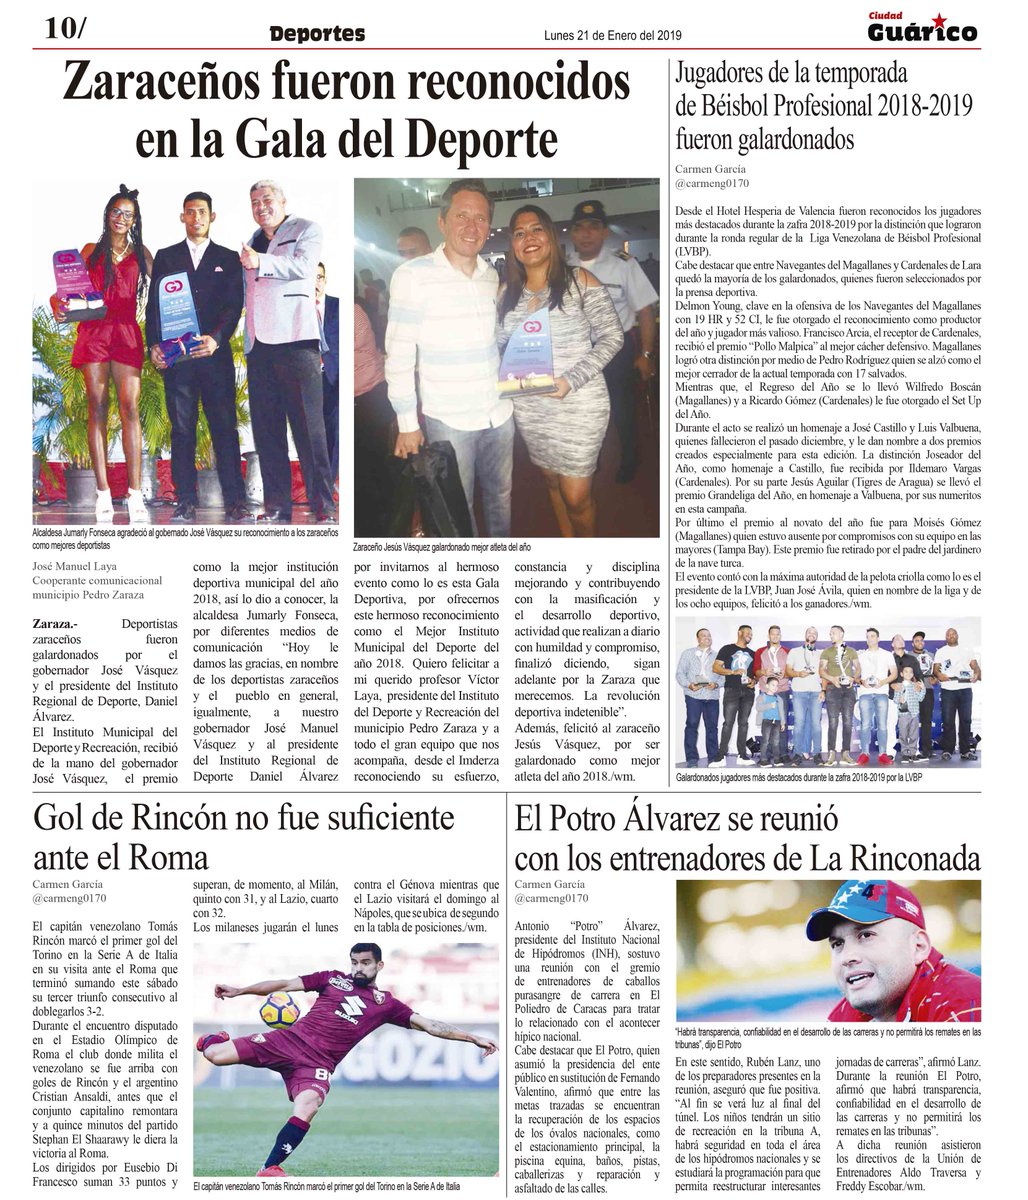 10/
Deportes
Lunes 21 de Enero del 2019
Ciudad
Guárico
Zaraceños fueron reconocidos
en la Gala del Deporte
Alcaldesa Jumarly Fonseca agradeció al gobernado José Vásquez su reconocimiento a los zaraceños
como mejores deportistas
Zaraceño Jesús Vásquez galardonado mejor atleta del año
José Manuel Laya
Cooperante comunicacional
municipio Pedro Zaraza
Zaraza.- Deportistas
zaraceños fueron
galardonados por el
gobernador José Vásquez
y el presidente del Instituto
Regional de Deporte, Daniel
Álvarez.
El Instituto Municipal del
Deporte y Recreación, recibió
de la mano del gobernador
José Vásquez, el premio
como la mejor institución
deportiva municipal del año
2018, así lo dio a conocer, la
alcaldesa Jumarly Fonseca,
por diferentes medios de
comunicación “Hoy le
damos las gracias, en nombre
de los deportistas zaraceños
y el pueblo en general,
igualmente, a nuestro
gobernador José Manuel
Vásquez y al presidente
del Instituto Regional de
Deporte Daniel Álvarez
por invitarnos al hermoso
evento como lo es esta Gala
Deportiva, por ofrecernos
este hermoso reconocimiento
como el Mejor Instituto
Municipal del Deporte del
año 2018. Quiero felicitar a
mi querido profesor Víctor
Laya, presidente del Instituto
del Deporte y Recreación del
municipio Pedro Zaraza y a
todo el gran equipo que nos
acompaña, desde el Imderza
reconociendo su esfuerzo,
constancia y disciplina
mejorando y contribuyendo
con la masificación y
el desarrollo deportivo,
actividad que realizan a diario
con humildad y compromiso,
finalizó diciendo, sigan
adelante por la Zaraza que
merecemos. La revolución
deportiva indetenible”.
Además, felicitó al zaraceño
Jesús Vásquez, por ser
galardonado como mejor
atleta del año 2018./wm.
Jugadores de la temporada
de Béisbol Profesional 2018-2019
fueron galardonados
Carmen García
@carmeng0170
Desde el Hotel Hesperia de Valencia fueron reconocidos los jugadores
más destacados durante la zafra 2018-2019 por la distinción que lograron
durante la ronda regular de la Liga Venezolana de Béisbol Profesional
(LVBP).
Cabe destacar que entre Navegantes del Magallanes y Cardenales de Lara
quedó la mayoría de los galardonados, quienes fueron seleccionados por
la prensa deportiva.
Delmon Young, clave en la ofensiva de los Navegantes del Magallanes
con 19 HR y 52 CI, le fue otorgado el reconocimiento como productor
del año y jugador más valioso. Francisco Arcia, el receptor de Cardenales,
recibió el premio “Pollo Malpica” al mejor cácher defensivo. Magallanes
logró otra distinción por medio de Pedro Rodríguez quien se alzó como el
mejor cerrador de la actual temporada con 17 salvados.
Mientras que, el Regreso del Año se lo llevó Wilfredo Boscán
(Magallanes) y a Ricardo Gómez (Cardenales) le fue otorgado el Set Up
del Año.
Durante el acto se realizó un homenaje a José Castillo y Luis Valbuena,
quienes fallecieron el pasado diciembre, y le dan nombre a dos premios
creados especialmente para esta edición. La distinción Joseador del
Año, como homenaje a Castillo, fue recibida por Ildemaro Vargas
(Cardenales). Por su parte Jesús Aguilar (Tigres de Aragua) se llevó el
premio Grandeliga del Año, en homenaje a Valbuena, por sus numeritos
en esta campaña.
Por último el premio al novato del año fue para Moisés Gómez
(Magallanes) quien estuvo ausente por compromisos con su equipo en las
mayores (Tampa Bay). Este premio fue retirado por el padre del jardinero
de la nave turca.
El evento contó con la máxima autoridad de la pelota criolla como lo es el
presidente de la LVBP, Juan José Ávila, quien en nombre de la liga y de
los ocho equipos, felicitó a los ganadores./wm.
Galardonados jugadores más destacados durante la zafra 2018-2019 por la LVBP
Gol de Rincón no fue suficiente
ante el Roma
Carmen García
@carmeng0170
El capitán venezolano Tomás
Rincón marcó el primer gol del
Torino en la Serie A de Italia
en su visita ante el Roma que
terminó sumando este sábado
su tercer triunfo consecutivo al
doblegarlos 3-2.
Durante el encuentro disputado
en el Estadio Olímpico de
Roma el club donde milita el
venezolano se fue arriba con
goles de Rincón y el argentino
Cristian Ansaldi, antes que el
conjunto capitalino remontara
y a quince minutos del partido
Stephan El Shaarawy le diera la
victoria al Roma.
Los dirigidos por Eusebio Di
Francesco suman 33 puntos y
superan, de momento, al Milán,
quinto con 31, y al Lazio, cuarto
con 32.
Los milaneses jugarán el lunes
contra el Génova mientras que
el Lazio visitará el domingo al
Nápoles, que se ubica de segundo
en la tabla de posiciones./wm.
SUZUKI
8
El capitán venezolano Tomás Rincón marcó el primer gol del Torino en la Serie A de Italia
El Potro Álvarez se reunió
con los entrenadores de La Rinconada
Carmen García
@carmeng0170
Antonio “Potro” Álvarez,
presidente del Instituto Nacional
de Hipódromos (INH), sostuvo
una reunión con el gremio
de entrenadores de caballos
purasangre de carrera en El
Poliedro de Caracas para tratar
lo relacionado con el acontecer
hípico nacional.
Cabe destacar que El Potro, quien
asumió la presidencia del ente
público en sustitución de Fernando
Valentino, afirmó que entre las
metas trazadas se encuentran
la recuperación de los espacios
de los óvalos nacionales, como
el estacionamiento principal, la
piscina equina, baños, pistas,
caballerizas y reparación y
asfaltado de las calles.
4
“Habrá transparencia, confiabilidad en el desarrollo de las carreras y no permitirá los remates en las
tribunas”, dijo El Potro
En este sentido, Rubén Lanz, uno
de los preparadores presentes en la
reunión, aseguró que fue positiva.
“Al fin se verá luz al final del
túnel. Los niños tendrán un sitio
de recreación en la tribuna A,
habrá seguridad en todo el área
de los hipódromos nacionales y se
estudiará la programación para que
permita reestructurar interesantes
jornadas de carreras”, afirmó Lanz.
Durante la reunión El Potro,
afirmó que habrá transparencia,
confiabilidad en el desarrollo de
las carreras y no permitirá los
remates en las tribunas”.
A dicha reunión asistieron
los directivos de la Unión de
Entrenadores Aldo Traversa y
Freddy Escobar./wm.